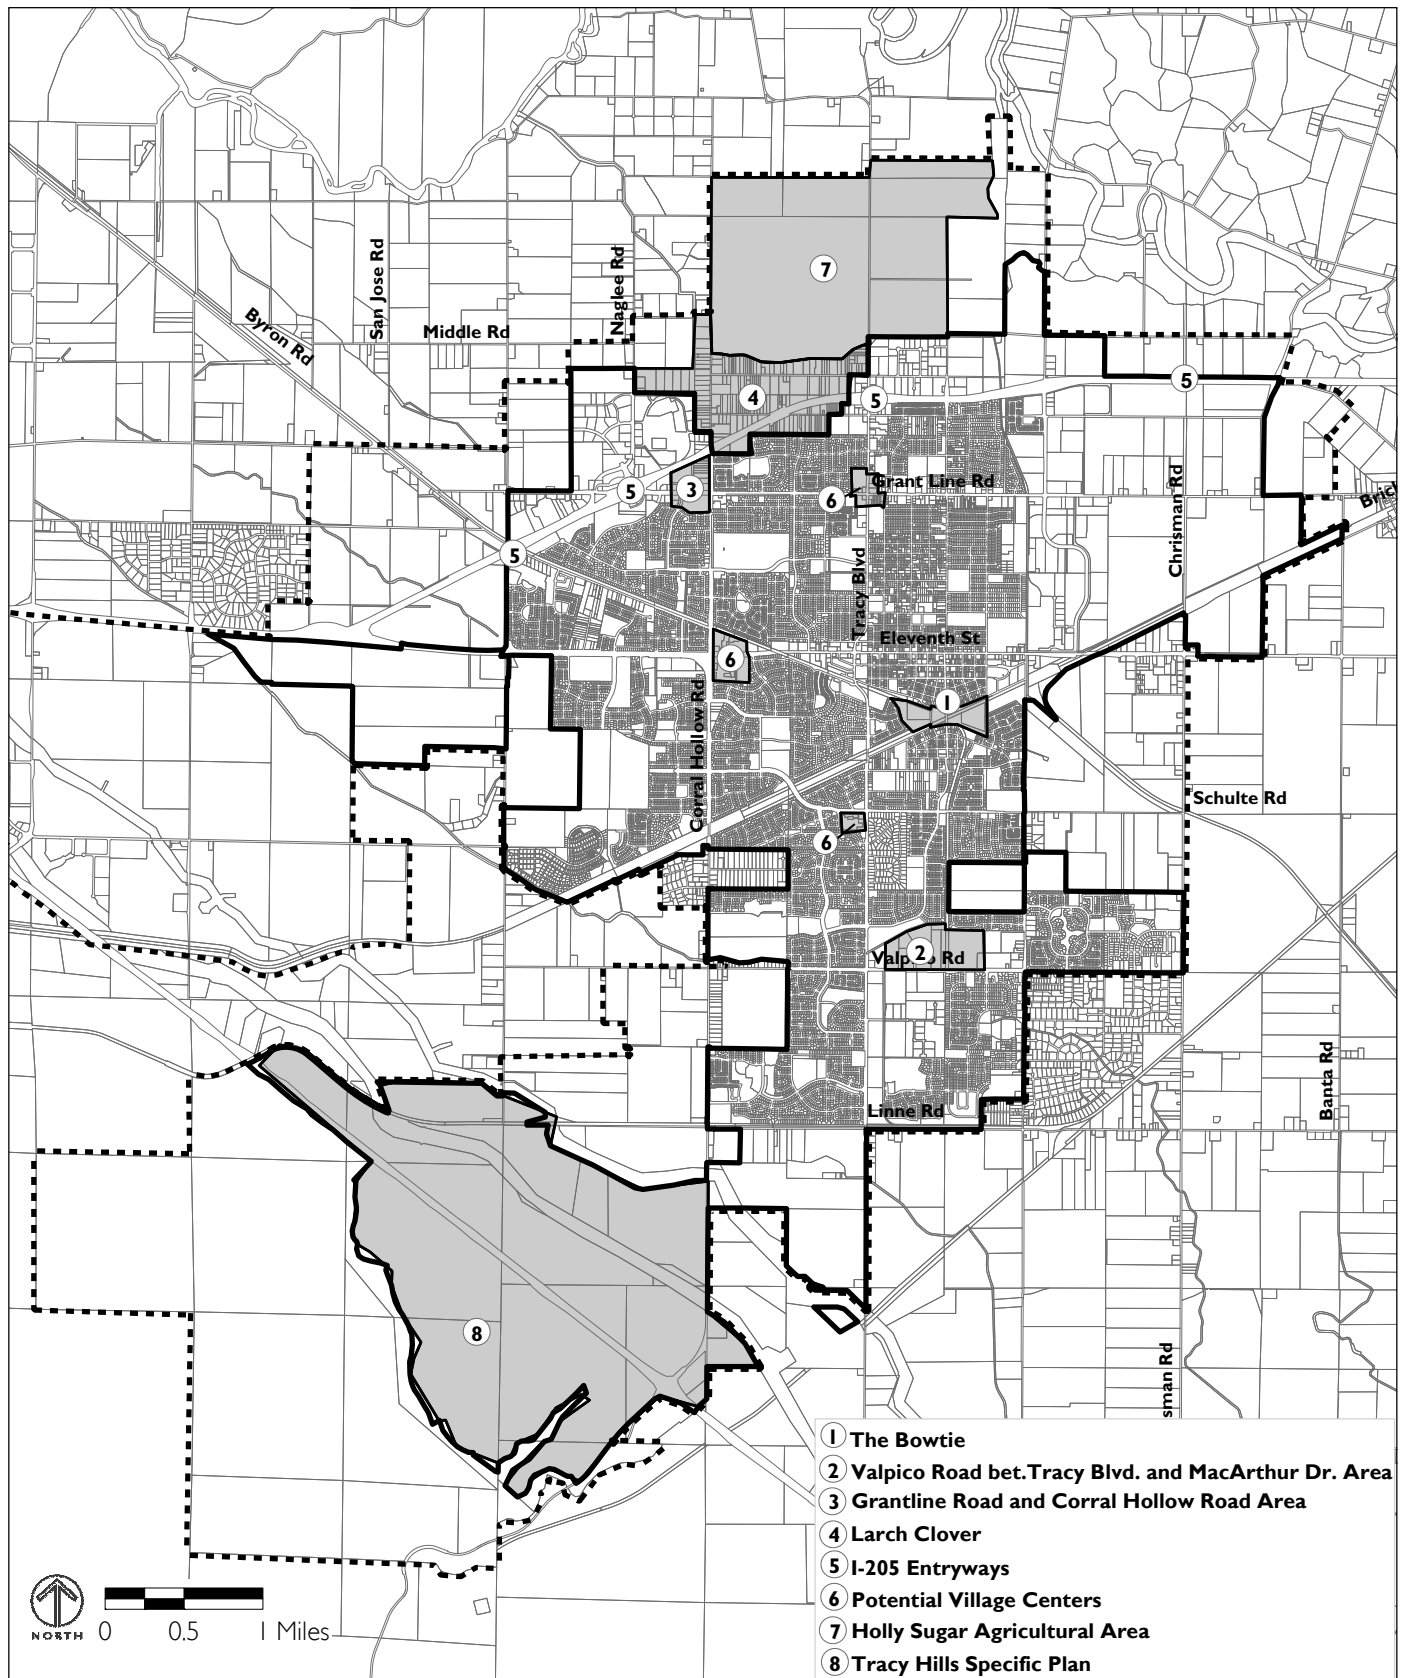 7
San Jose Rd
Naglee Rd
Byron Rd
Middle Rd
5
4
5
Chrisman Rd
Grant Line Rd
3
5
6
Brick
5
Tracy Blvd
Eleventh St
6
Corral Hollow Rd
1
Schulte Rd
6
2
Valpico Rd
Banta Rd
Linne Rd
8
sman Rd
1 The Bowtie
2 Valpico Road bet.Tracy Blvd. and MacArthur Dr. Area
3 Grantline Road and Corral Hollow Road Area
4 Larch Clover
5 I-205 Entryways
6 Potential Village Centers
7 Holly Sugar Agricultural Area
8 Tracy Hills Specific Plan
NORTH
0 0.5 1 Miles